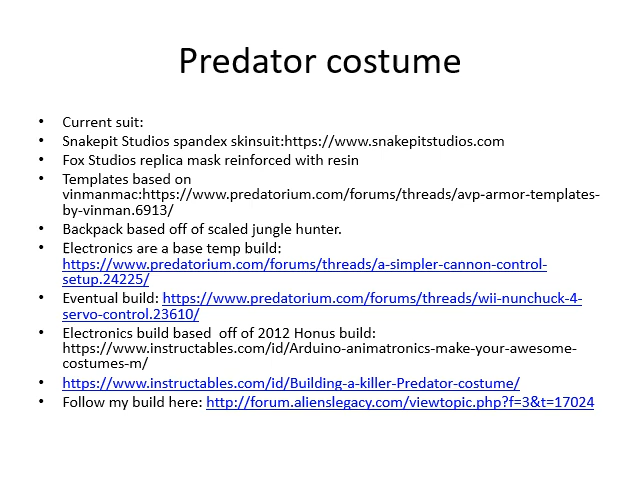 Predator costume
• Current suit:
• Snakepit Studios spandex skinsuit:https://www.snakepitstudios.com
• Fox Studios replica mask reinforced with resin
• Templates based on
vinmanmac:https://www.predatorium.com/forums/threads/avp-armor-templates-
by-vinman.6913/
• Backpack based off of scaled jungle hunter.
• Electronics are a base temp build:
https://www.predatorium.com/forums/threads/a-simpler-cannon-control-
setup.24225/
• Eventual build: https://www.predatorium.com/forums/threads/wii-nunchuck-4-
servo-control.23610/
• Electronics build based  off of 2012 Honus build:
https://www.instructables.com/id/Arduino-animatronics-make-your-awesome-
costumes-m/
• https://www.instructables.com/id/Building-a-killer-Predator-costume/
• Follow my build here: http://forum.alienslegacy.com/viewtopic.php?f=3&t=17024